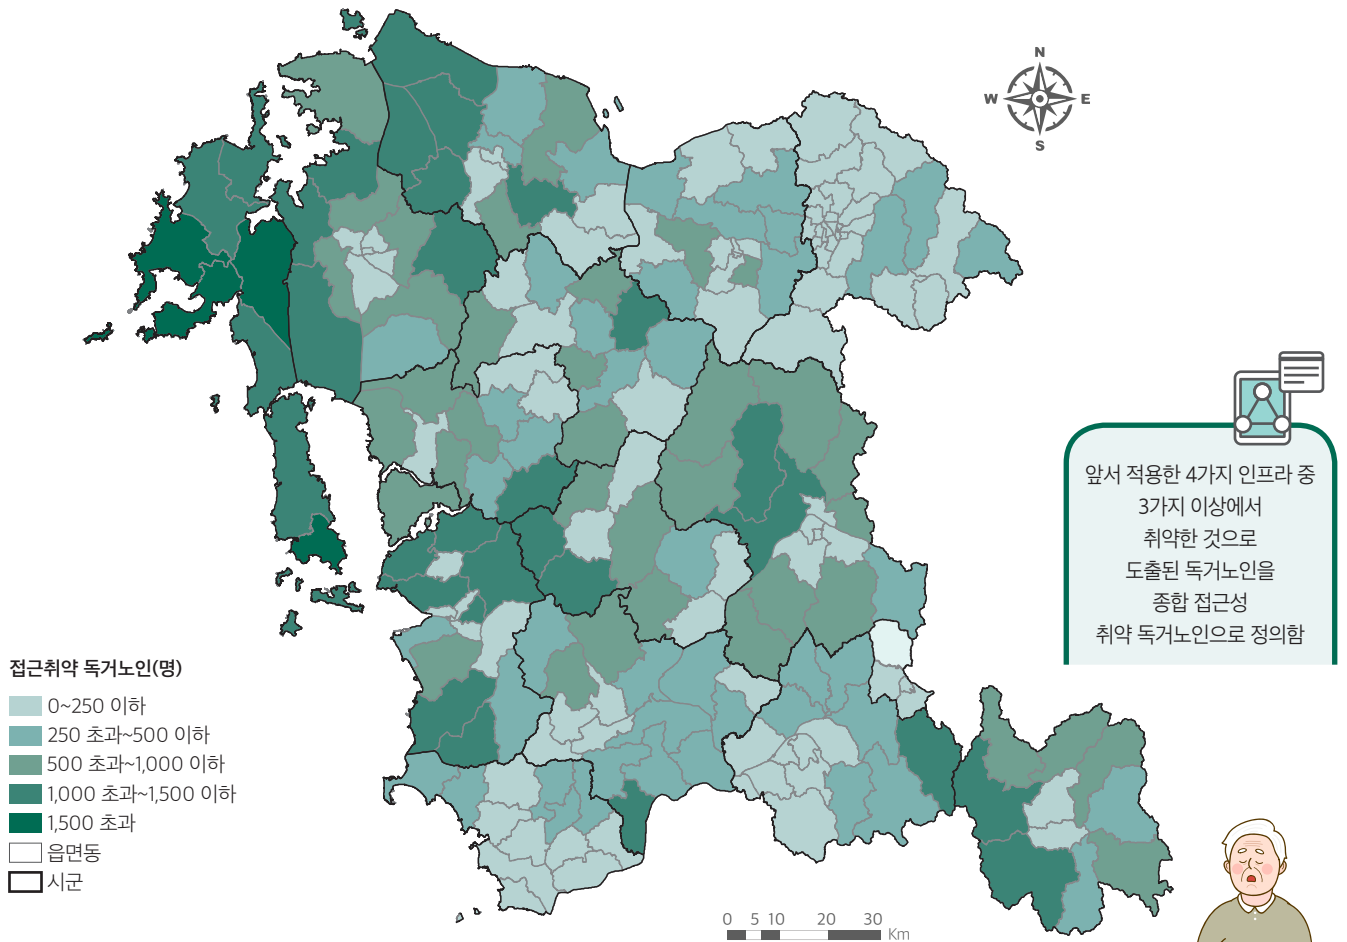 N
W
E
S
앞서 적용한 4가지 인프라 중
3가지 이상에서
취약한 것으로
도출된 독거노인을
종합 접근성
취약 독거노인으로 정의함
접근취약 독거노인(명)
0~250 이하
250 초과~500 이하
500 초과~1,000 이하
1,000 초과~1,500 이하
1,500 초과
읍면동
시군
0 5 10 20 30
Km